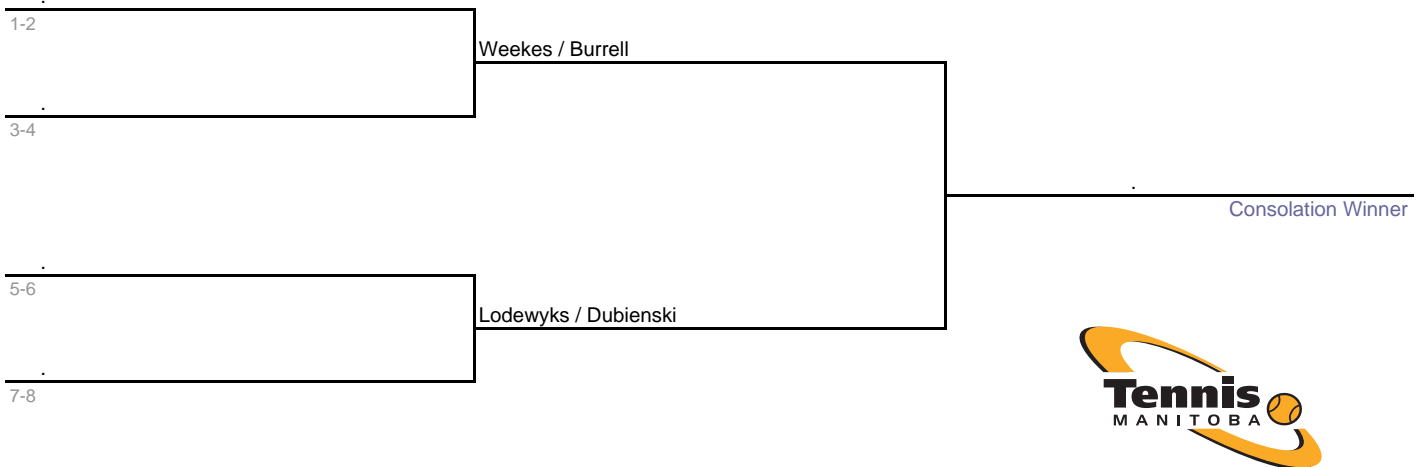 .
1-2
Weekes / Burrell
.
3-4
.
Consolation Winner
.
5-6
Lodewyks / Dubienski
.
7-8
Tennis
MANITOBA